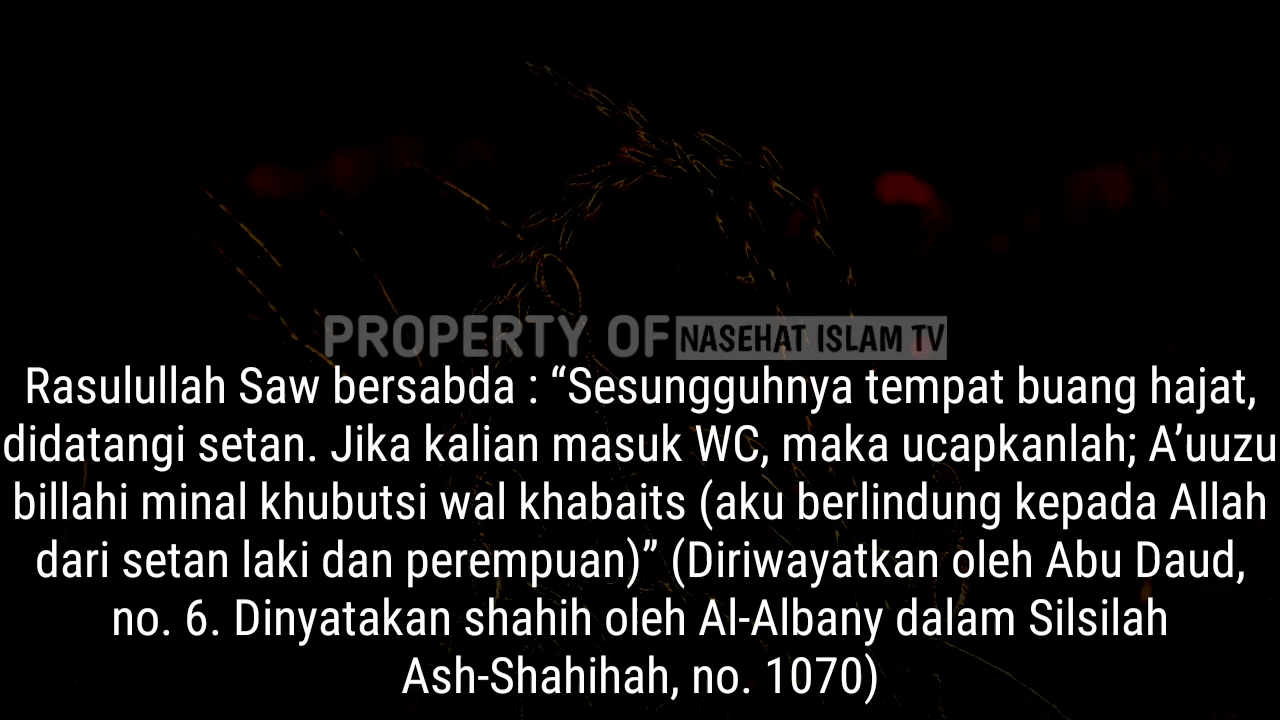 PROPERTY OF NASEHAT ISLAM TV
Rasulullah Saw bersabda : “Sesungguhnya tempat buang hajat,
didatangi setan. Jika kalian masuk WC, maka ucapkanlah; A’uuzu
billahi minal khubutsi wal khabaits (aku berlindung kepada Allah
dari setan laki dan perempuan)” (Diriwayatkan oleh Abu Daud,
no. 6. Dinyatakan shahih oleh Al-Albany dalam Silsilah
Ash-Shahihah, no. 1070)